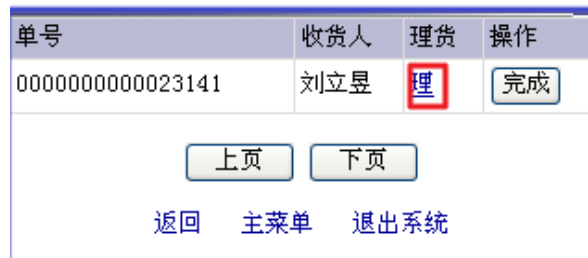 单号 收货人 理货 操作
0000000000023141 刘立昱 理 完成
上页 下页
返回 主菜单 退出系统